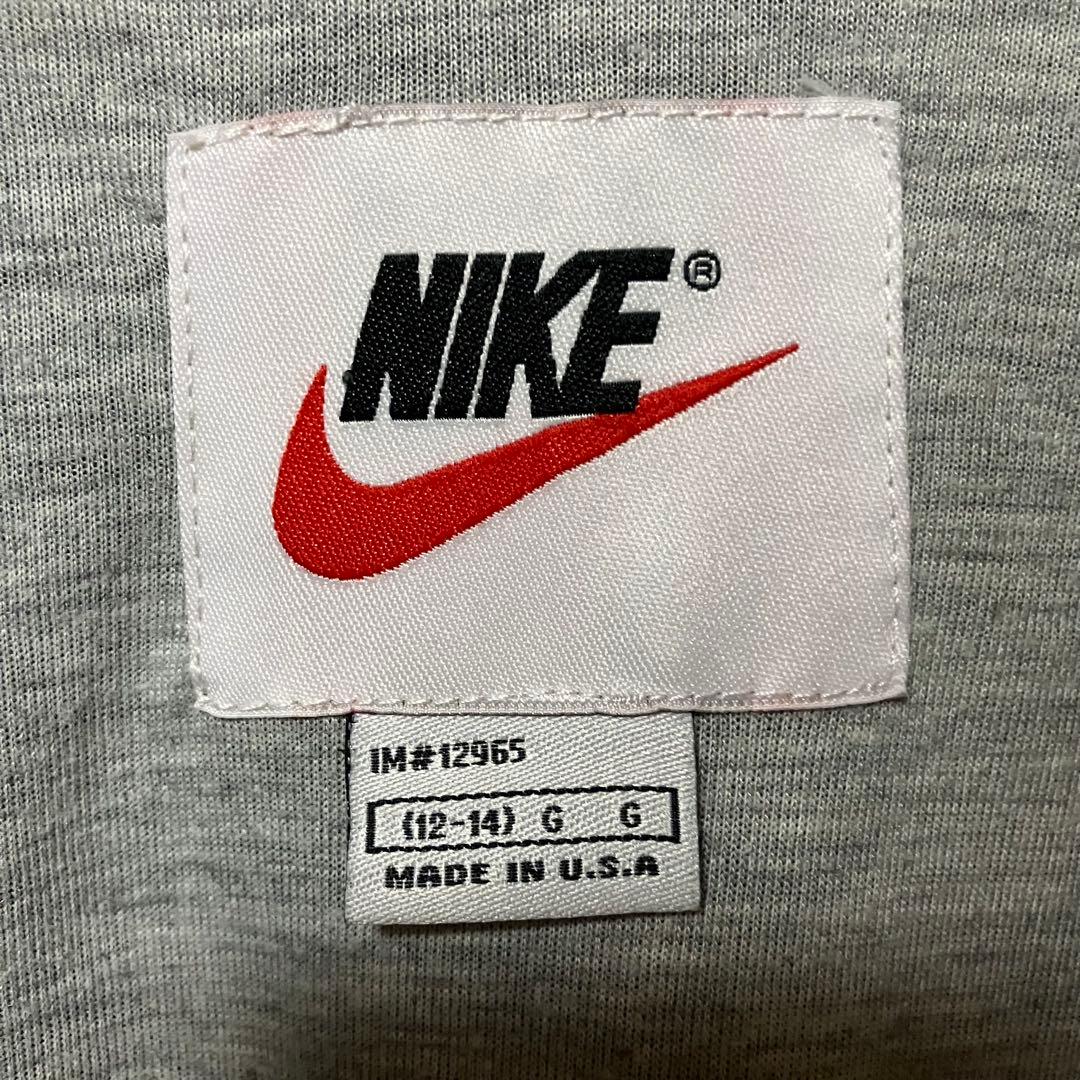 NIKE®
IM#12965
(12-14) G G
MADE IN U.S.A